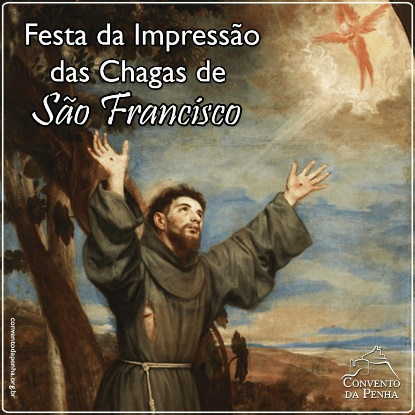 Festa da Impressão
das Chagas de
São Francisco
conventodapenha.org.br
CONVENTO
DA PENHA